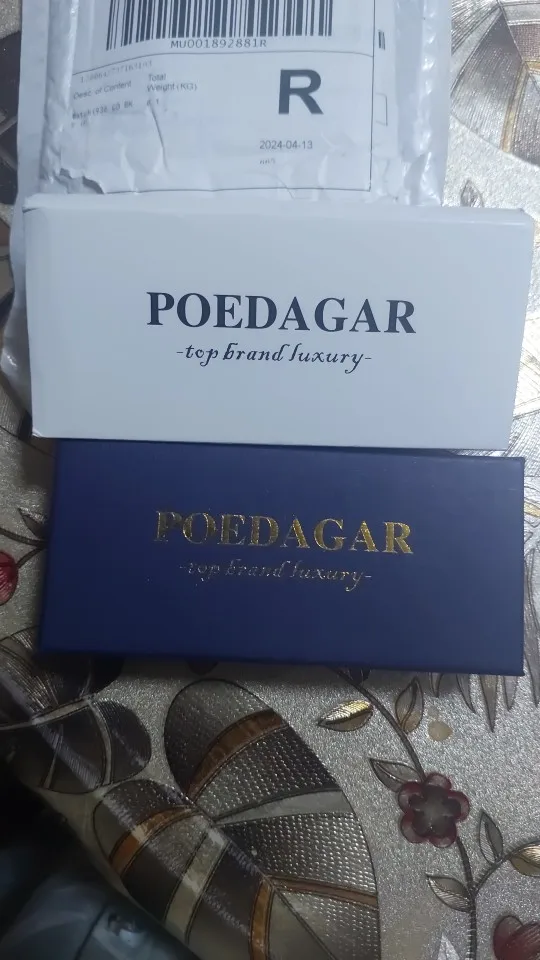 MU001892881R
Desc. of Content
Total
Weight (KG)
R
2024-04-13
POEDAGAR
-top brand luxury-
POEDAGAR
-top brand luxury-